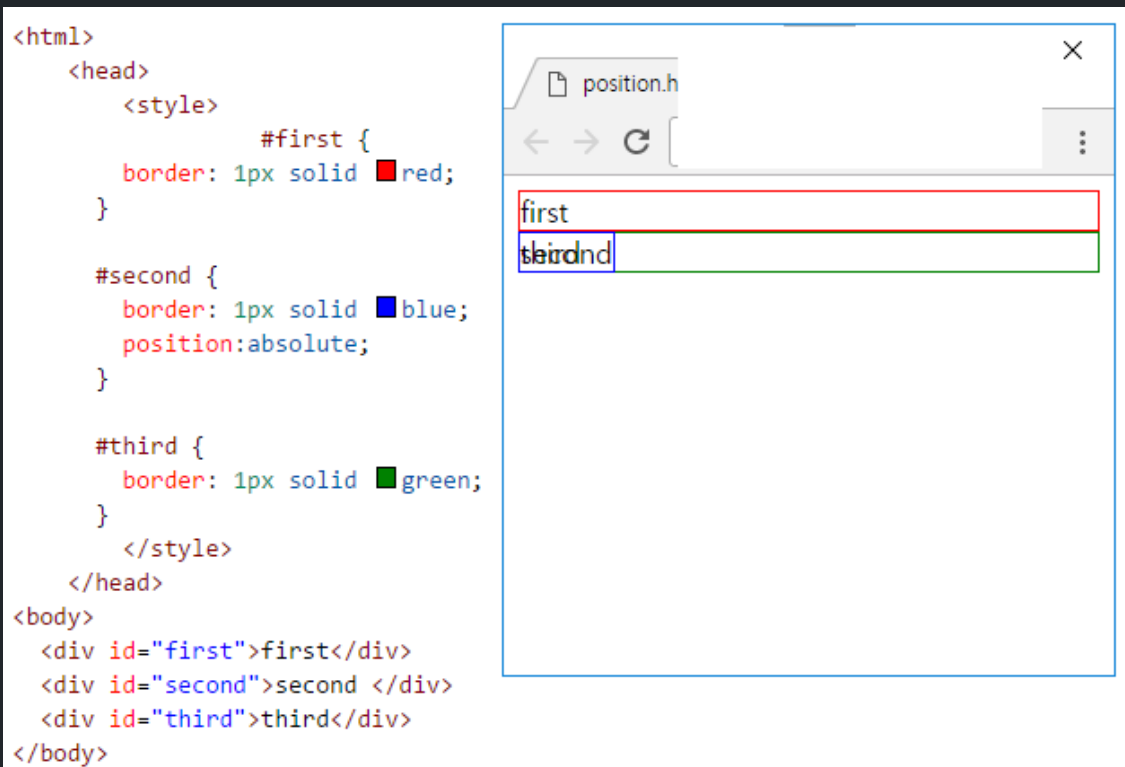 <html>
<head>
<style>
#first {
border: 1px solid red;
}
#second {
border: 1px solid blue;
position:absolute;
}
#third {
border: 1px solid green;
}
</style>
</head>
<body>
<div id="first">first</div>
<div id="second">second </div>
<div id="third">third</div>
</body>
position.h
first
second
third